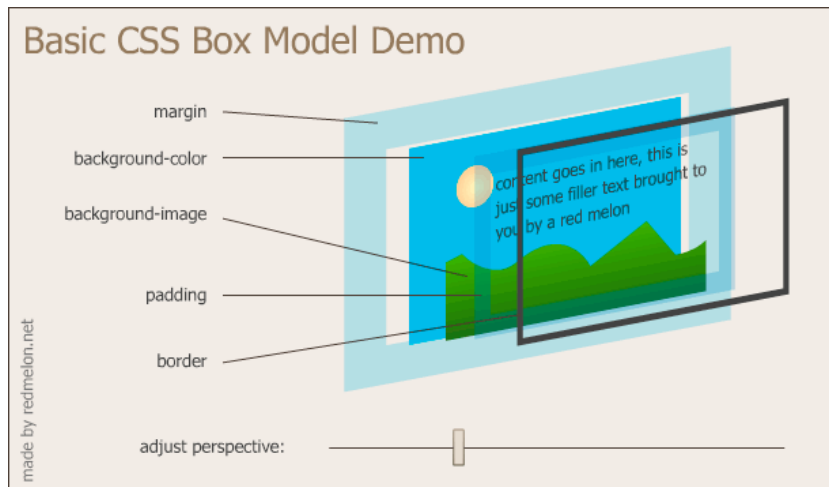 Basic CSS Box Model Demo
margin
background-color
background-image
padding
border
content goes in here, this is
just some filler text brought to
you by a red melon
adjust perspective:
made by redmelon.net